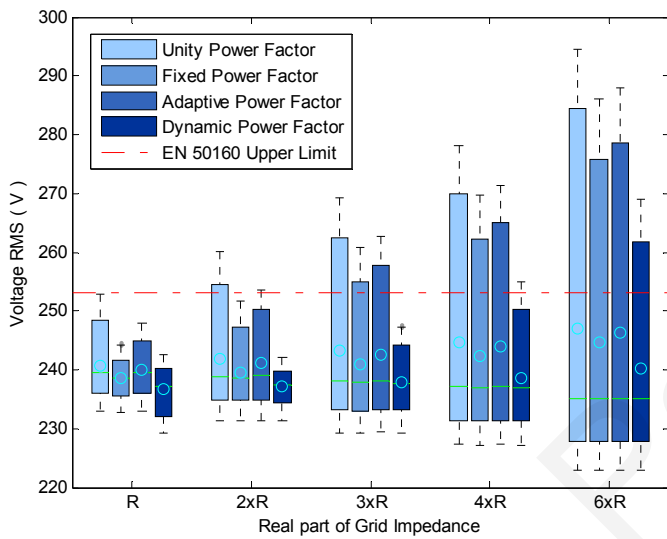 300
290
280
270
260
250
240
230
220
Voltage RMS ( V )
Unity Power Factor
Fixed Power Factor
Adaptive Power Factor
Dynamic Power Factor
EN 50160 Upper Limit
R
2xR
3xR
4xR
6xR
Real part of Grid Impedance